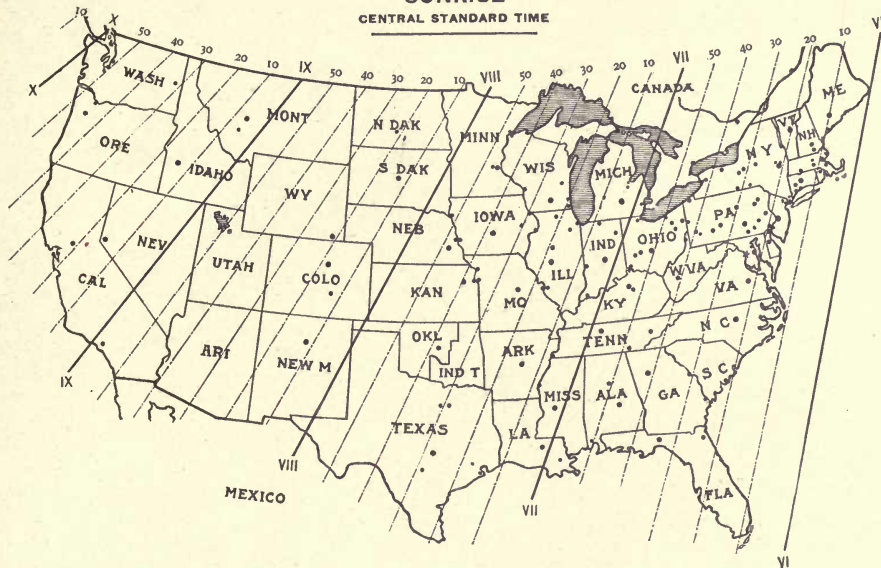 SUNRISE
CENTRAL STANDARD TIME
10 X 50 40 30 20 10 IX 50 40 30 20 10 VIII 50 40 30 20 10 VII 50 40 30 20 10
X
WASH
MONT
N DAK
MINN
CANADA
ME
VT
NH
ORE
IDAHO
S DAK
WIS
MICH
N Y
WY
IOWA
PA
NEB
NEV
UTAH
COLO
ILL
IND
OHIO
W VA
CAL
KAN
MO
KY
VA
N C
ARI
NEW M
OKL
IND T
ARK
TENN
S C
IX
MISS
ALA
GA
TEXAS
LA
VIII
MEXICO
VII
FLA
VI